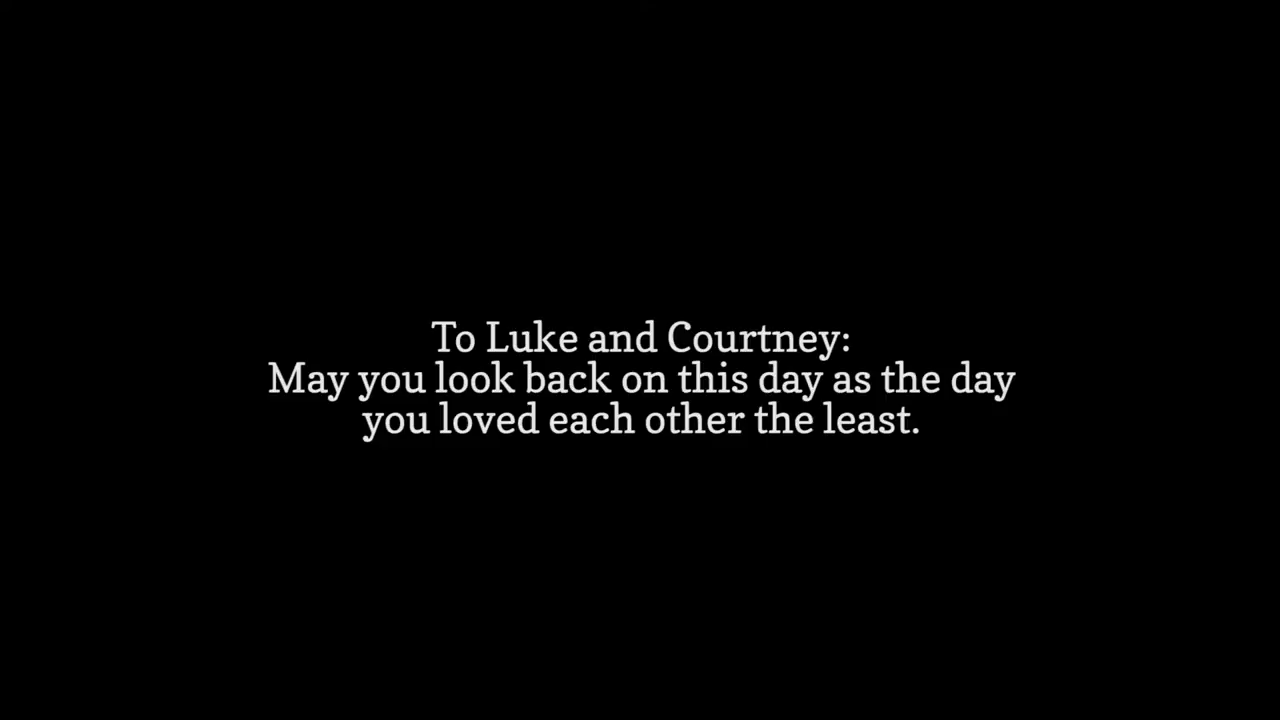 To Luke and Courtney:
May you look back on this day as the day
you loved each other the least.